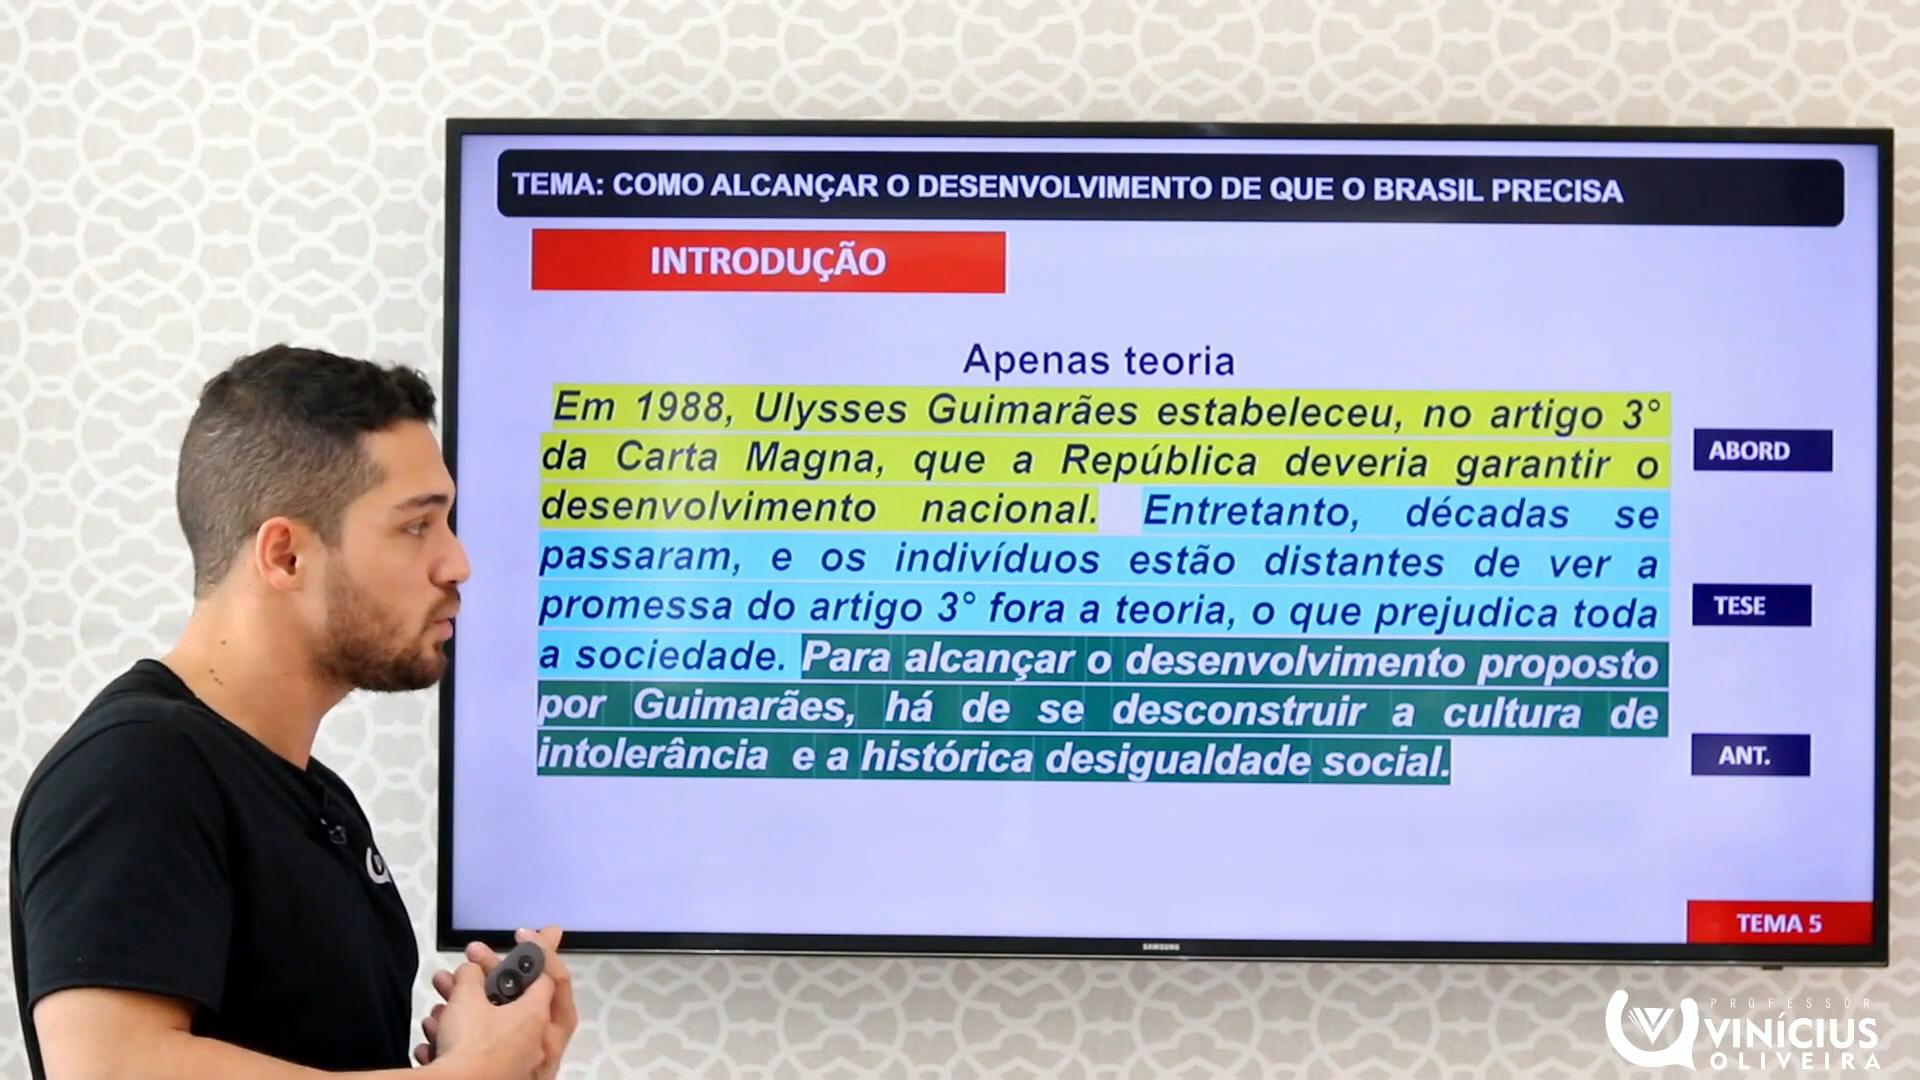 TEMA: COMO ALCANÇAR O DESENVOLVIMENTO DE QUE O BRASIL PRECISA
INTRODUÇÃO
Apenas teoria
Em 1988, Ulysses Guimarães estabeleceu, no artigo 3°
da Carta Magna, que a República deveria garantir o
desenvolvimento nacional. Entretanto, décadas se
passaram, e os indivíduos estão distantes de ver a
promessa do artigo 3° fora a teoria, o que prejudica toda
a sociedade. Para alcançar o desenvolvimento proposto
por Guimarães, há de se desconstruir a cultura de
intolerância e a histórica desigualdade social.
ABORD
TESE
ANT.
TEMA 5
SAMSUNG
PROFESSOR
VINÍCIUS
OLIVEIRA